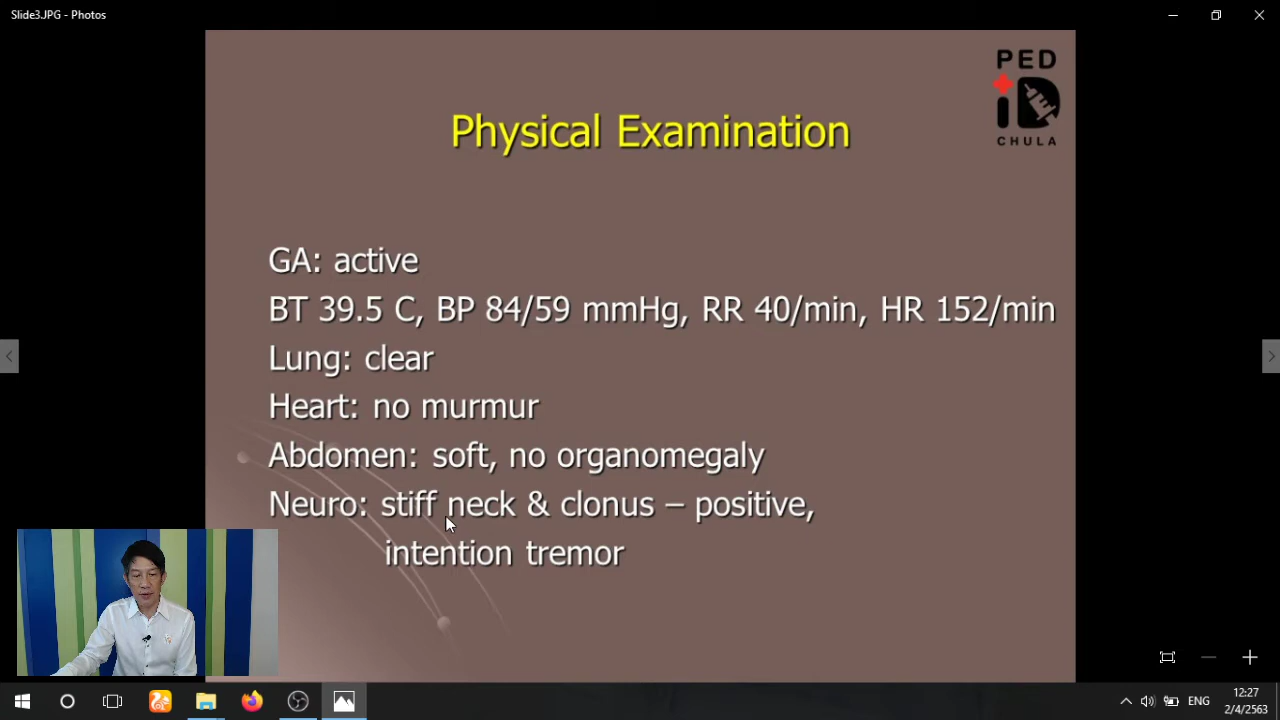 Slide3.JPG - Photos
PED
iD
CHULA
Physical Examination
GA: active
BT 39.5 C, BP 84/59 mmHg, RR 40/min, HR 152/min
Lung: clear
Heart: no murmur
Abdomen: soft, no organomegaly
Neuro: stiff neck & clonus – positive,
intention tremor
ENG
12:27
2/4/2563